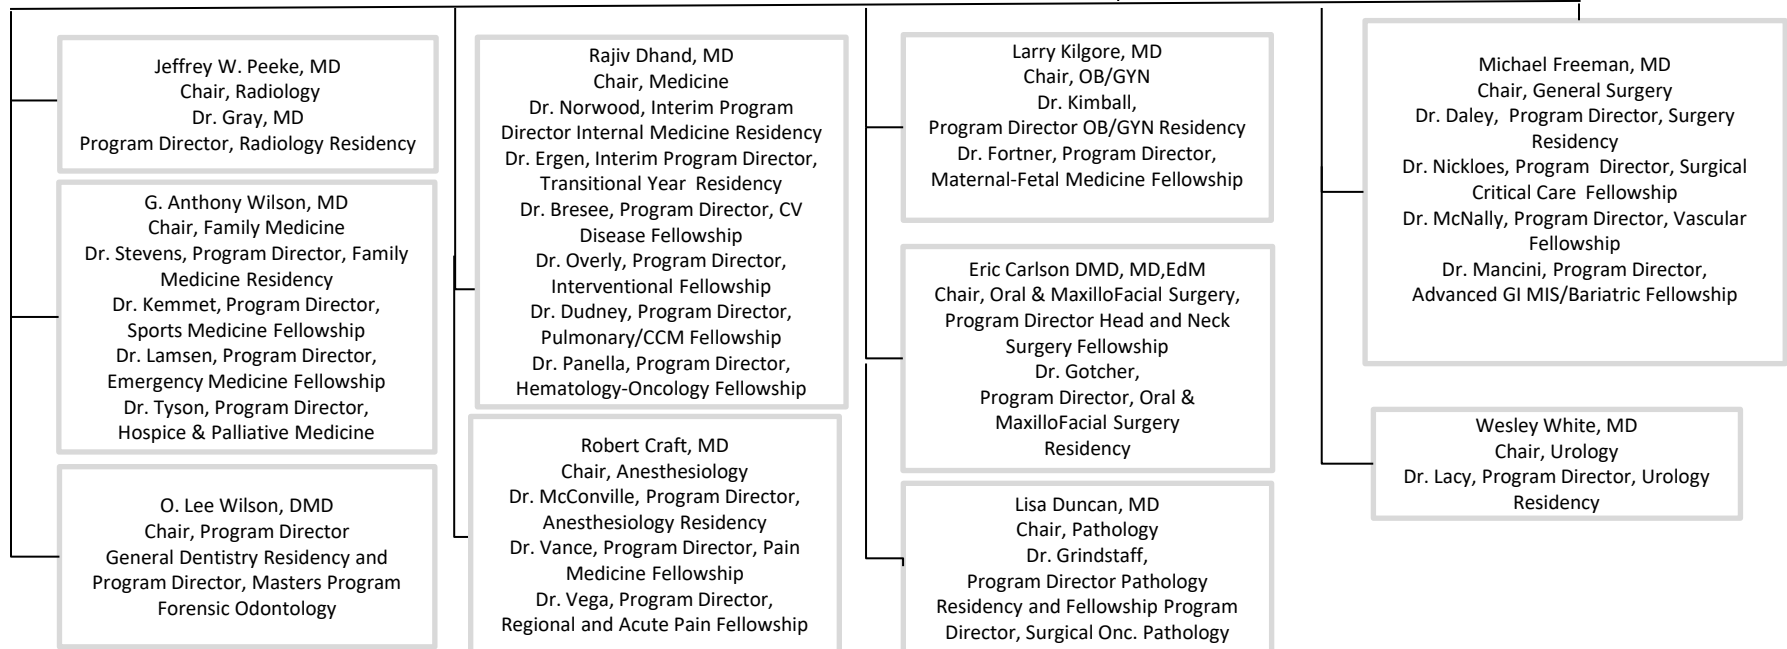 Jeffrey W. Peeke, MD
Chair, Radiology
Dr. Gray, MD
Program Director, Radiology Residency
G. Anthony Wilson, MD
Chair, Family Medicine
Dr. Stevens, Program Director, Family
Medicine Residency
Dr. Kemmet, Program Director,
Sports Medicine Fellowship
Dr. Lamsen, Program Director,
Emergency Medicine Fellowship
Dr. Tyson, Program Director,
Hospice & Palliative Medicine
O. Lee Wilson, DMD
Chair, Program Director
General Dentistry Residency and
Program Director, Masters Program
Forensic Odontology
Rajiv Dhand, MD
Chair, Medicine
Dr. Norwood, Interim Program
Director Internal Medicine Residency
Dr. Ergen, Interim Program Director,
Transitional Year Residency
Dr. Bresee, Program Director, CV
Disease Fellowship
Dr. Overly, Program Director,
Interventional Fellowship
Dr. Dudney, Program Director,
Pulmonary/CCM Fellowship
Dr. Panella, Program Director,
Hematology-Oncology Fellowship
Robert Craft, MD
Chair, Anesthesiology
Dr. McConville, Program Director,
Anesthesiology Residency
Dr. Vance, Program Director, Pain
Medicine Fellowship
Dr. Vega, Program Director,
Regional and Acute Pain Fellowship
Larry Kilgore, MD
Chair, OB/GYN
Dr. Kimball,
Program Director OB/GYN Residency
Dr. Fortner, Program Director,
Maternal-Fetal Medicine Fellowship
Eric Carlson DMD, MD,EdM
Chair, Oral & MaxilloFacial Surgery,
Program Director Head and Neck
Surgery Fellowship
Dr. Gotcher,
Program Director, Oral &
MaxilloFacial Surgery
Residency
Lisa Duncan, MD
Chair, Pathology
Dr. Grindstaff,
Program Director Pathology
Residency and Fellowship Program
Director, Surgical Onc. Pathology
Michael Freeman, MD
Chair, General Surgery
Dr. Daley, Program Director, Surgery
Residency
Dr. Nickloes, Program Director, Surgical
Critical Care Fellowship
Dr. McNally, Program Director, Vascular
Fellowship
Dr. Mancini, Program Director,
Advanced GI MIS/Bariatric Fellowship
Wesley White, MD
Chair, Urology
Dr. Lacy, Program Director, Urology
Residency